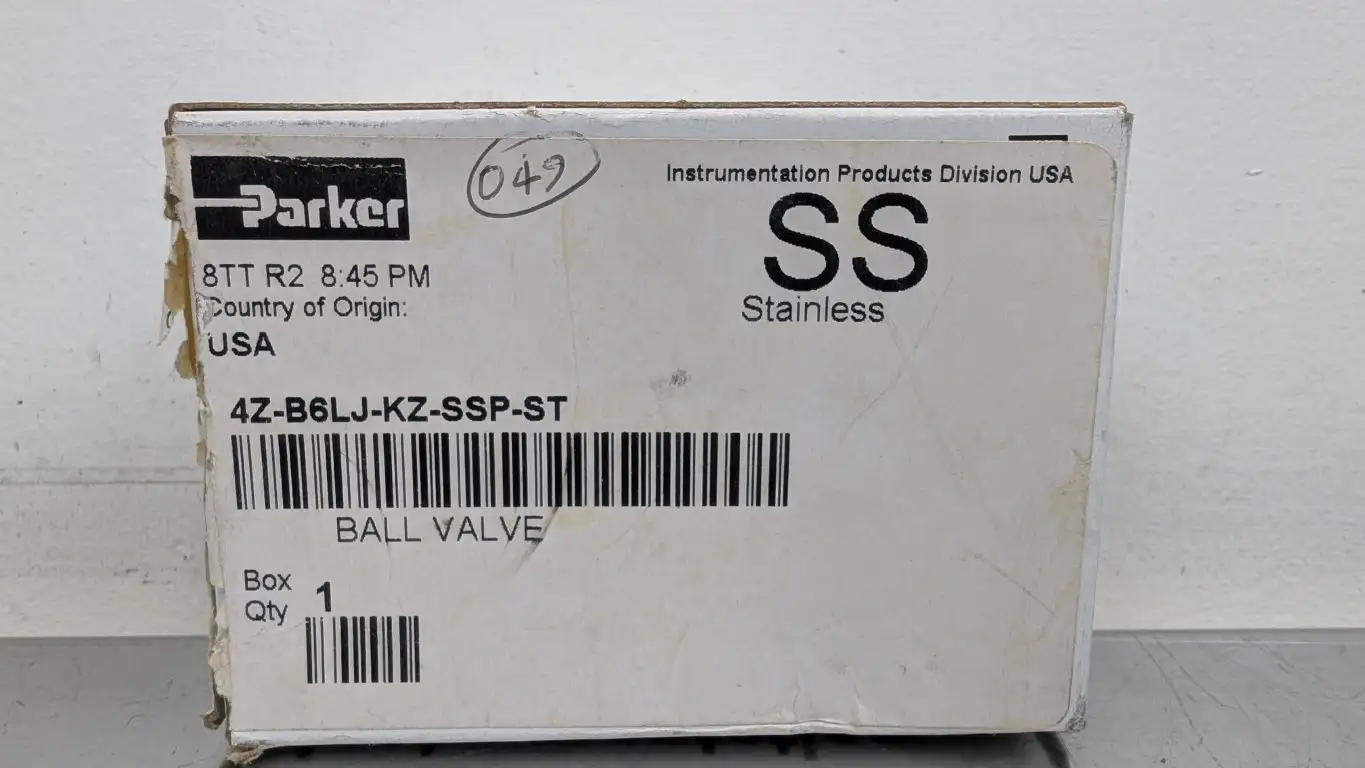 Parker
049
Instrumentation Products Division USA
SS
Stainless
8TT R2 8:45 PM
Country of Origin:
USA
4Z-B6LJ-KZ-SSP-ST
BALL VALVE
Box
Qty
1